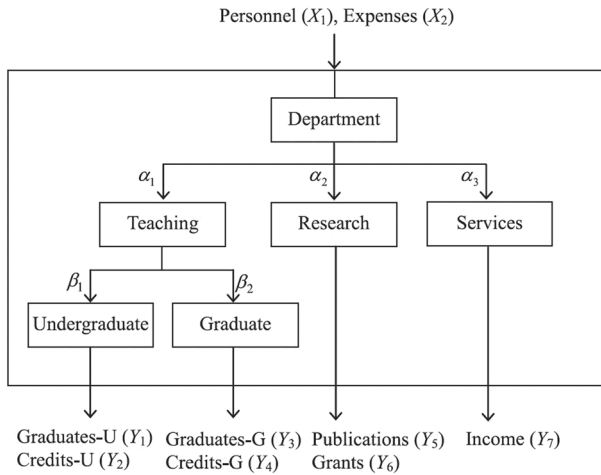 Personnel (X₁), Expenses (X₂)
Department
α₁ α₂ α₃
Teaching Research Services
β₁ β₂
Undergraduate Graduate
Graduates-U (Y₁) Graduates-G (Y₃) Publications (Y₅) Income (Y₇)
Credits-U (Y₂) Credits-G (Y₄) Grants (Y₆)